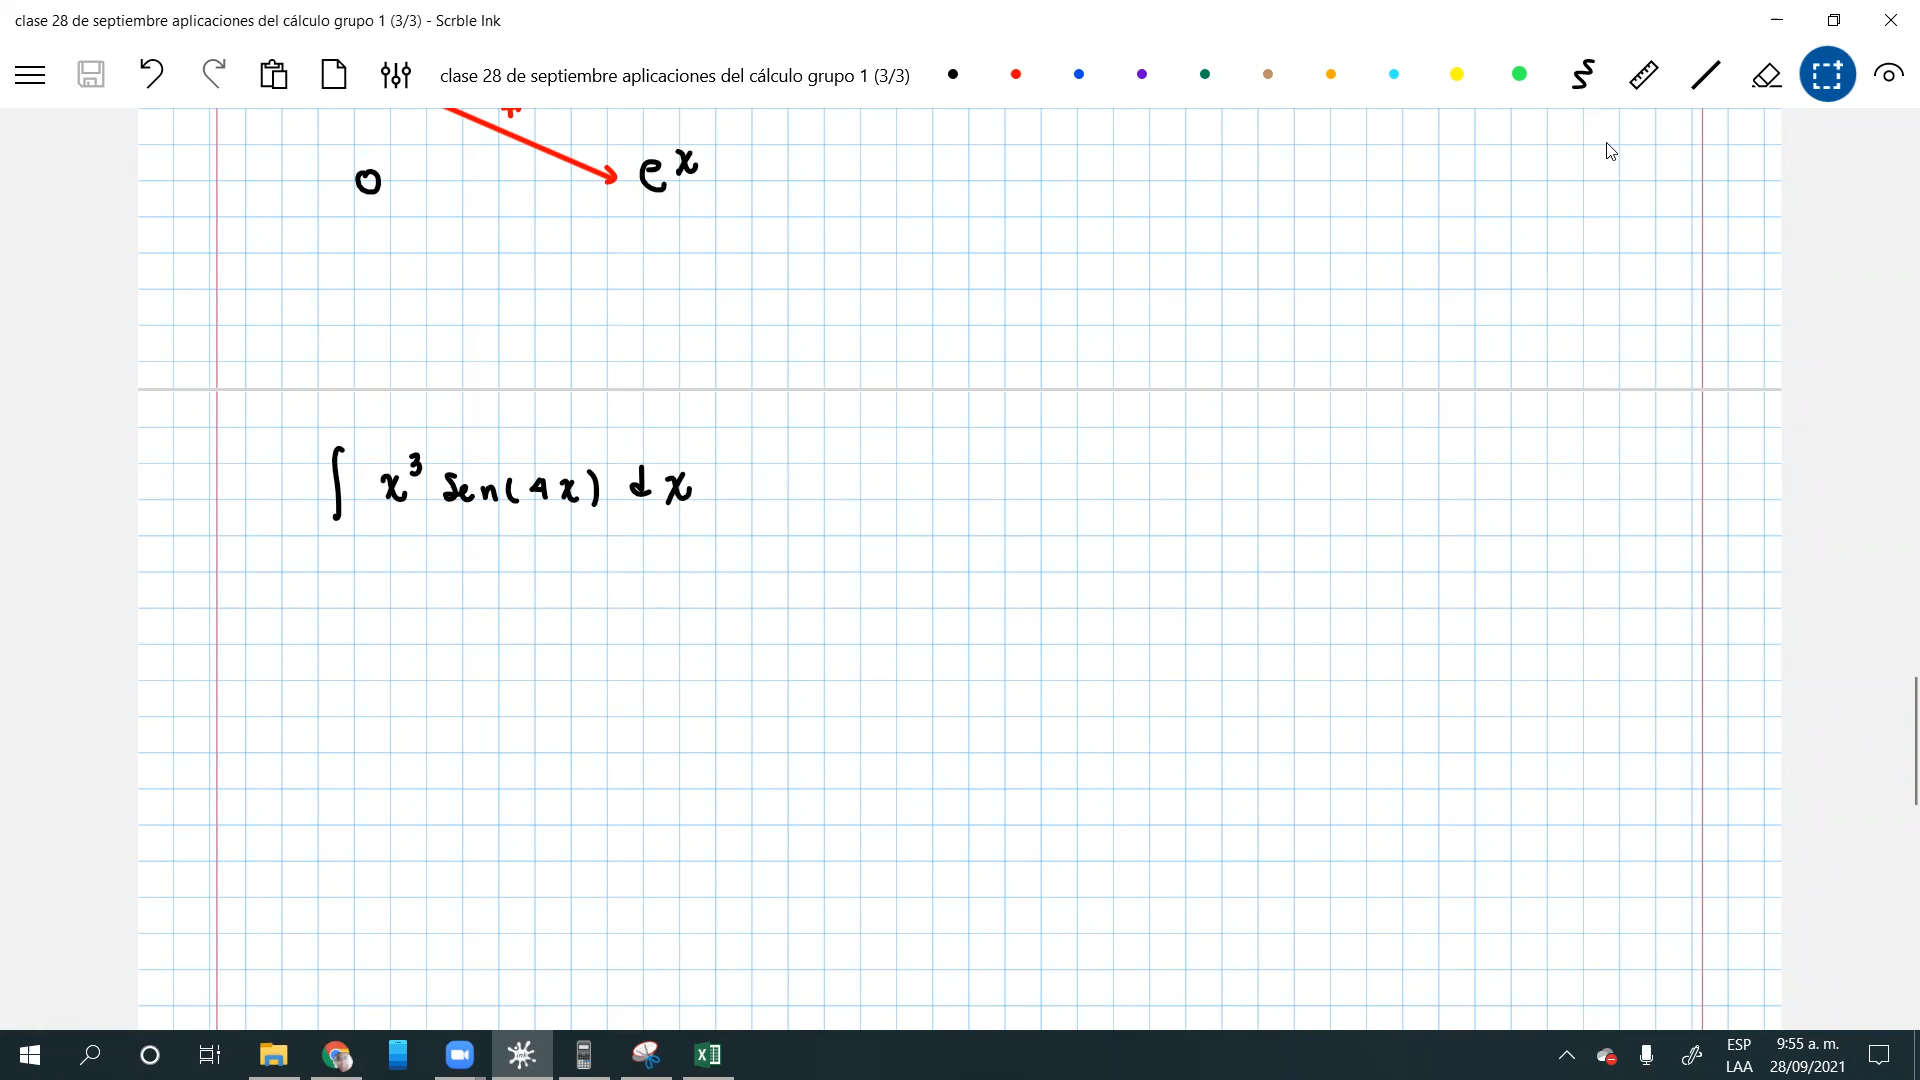 clase 28 de septiembre aplicaciones del cálculo grupo 1 (3/3) - Scrble Ink
clase 28 de septiembre aplicaciones del cálculo grupo 1 (3/3)
0 eˣ
∫ x³ sen(4x) dx
ESP 9:55 a. m.
LAA 28/09/2021